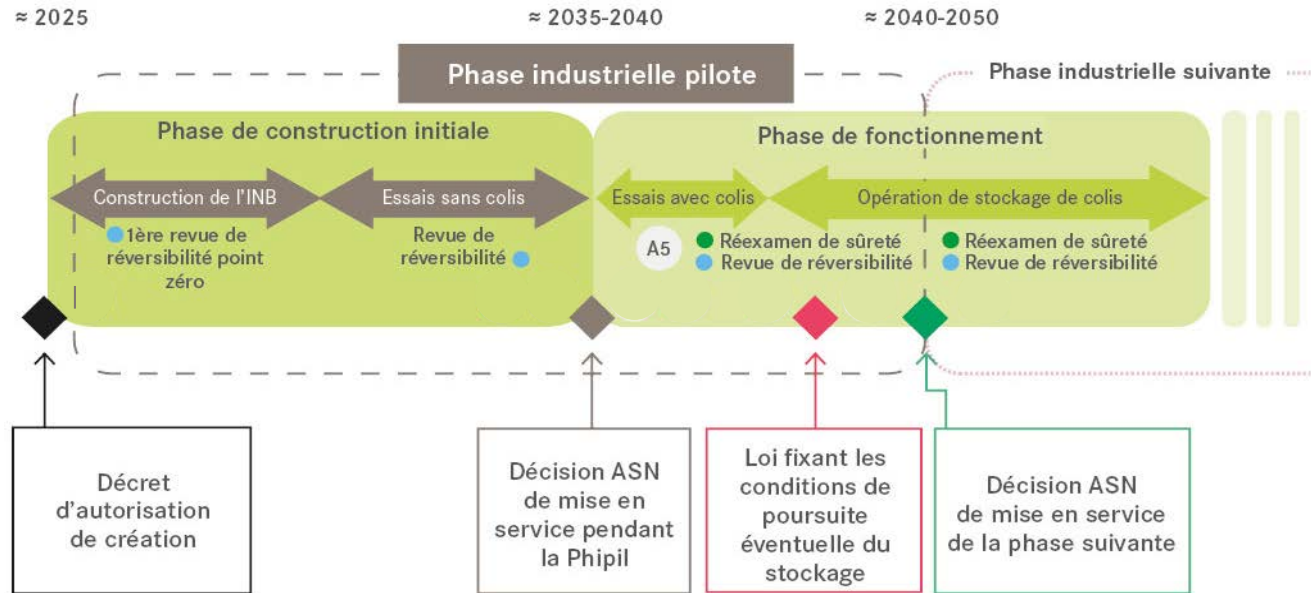 ≈ 2025
≈ 2035-2040
≈ 2040-2050
Phase industrielle pilote
Phase industrielle suivante
Phase de construction initiale
Phase de fonctionnement
Construction de l'INB
Essais sans colis
Essais avec colis
Opération de stockage de colis
1ère revue de
réversibilité point
zéro
Revue de
réversibilité
A5
Réexamen de sûreté
Revue de réversibilité
Réexamen de sûreté
Revue de réversibilité
Décret
d'autorisation
de création
Décision ASN
de mise en
service pendant
la Phipil
Loi fixant les
conditions de
poursuite
éventuelle du
stockage
Décision ASN
de mise en service
de la phase suivante